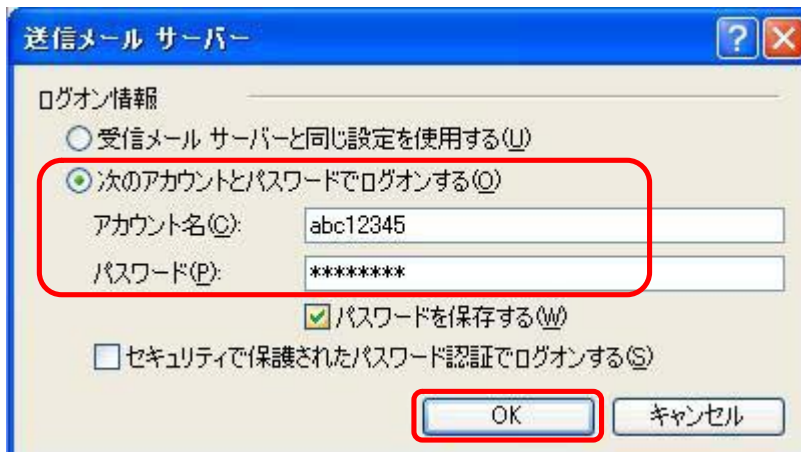 送信メール サーバー
ログオン情報
受信メール サーバーと同じ設定を使用する(U)
次のアカウントとパスワードでログオンする(O)
アカウント名(C): abc12345
パスワード(P): ********
パスワードを保存する(W)
セキュリティで保護されたパスワード認証でログオンする(S)
OK キャンセル